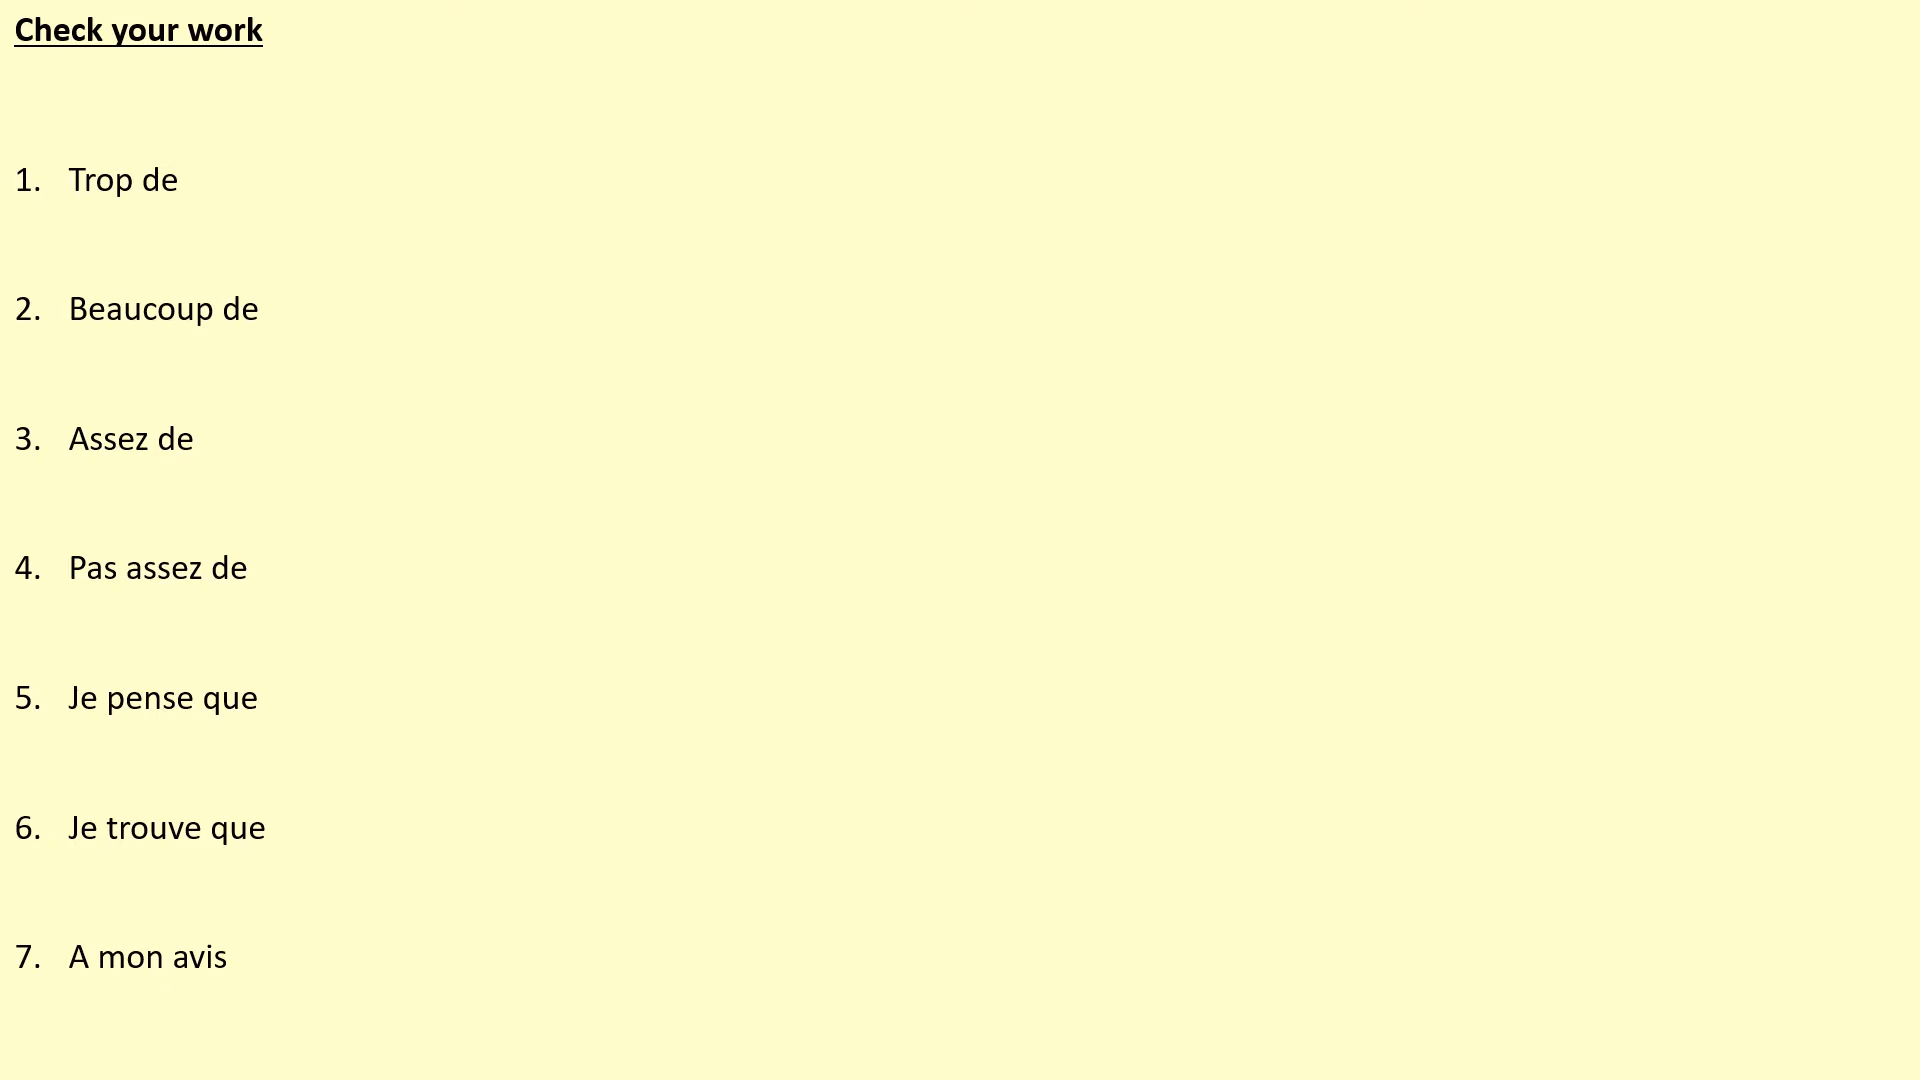 Check your work
1. Trop de
2. Beaucoup de
3. Assez de
4. Pas assez de
5. Je pense que
6. Je trouve que
7. A mon avis